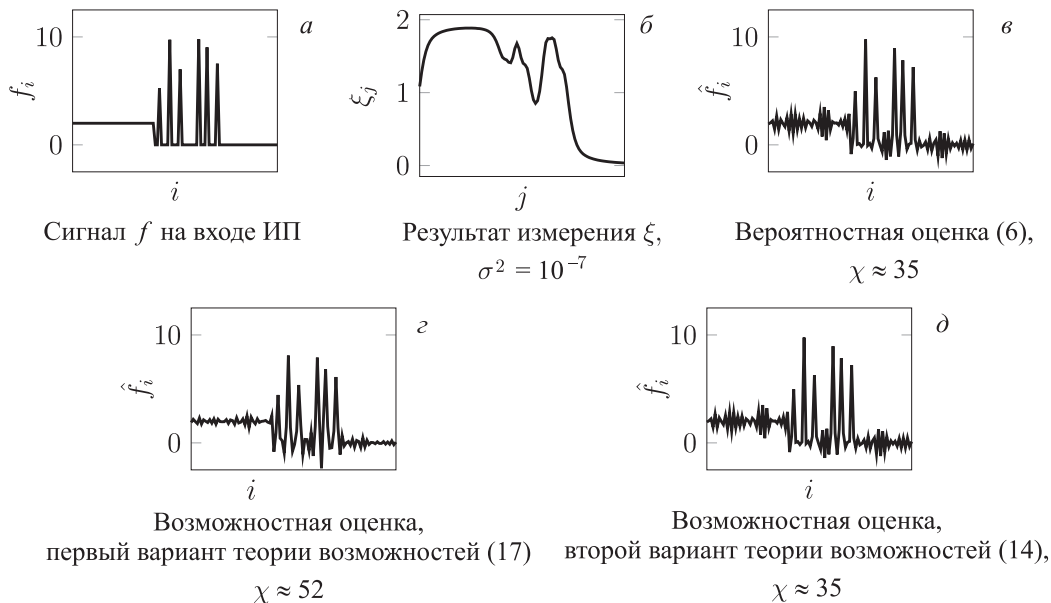 10
0
f_i
i
а
Сигнал f на входе ИП
2
1
0
ξ_j
j
б
Результат измерения ξ,
σ² = 10⁻⁷
10
0
f̂_i
i
в
Вероятностная оценка (6),
χ ≈ 35
10
0
f̂_i
i
г
Возможностная оценка,
первый вариант теории возможностей (17)
χ ≈ 52
10
0
f̂_i
i
д
Возможностная оценка,
второй вариант теории возможностей (14),
χ ≈ 35